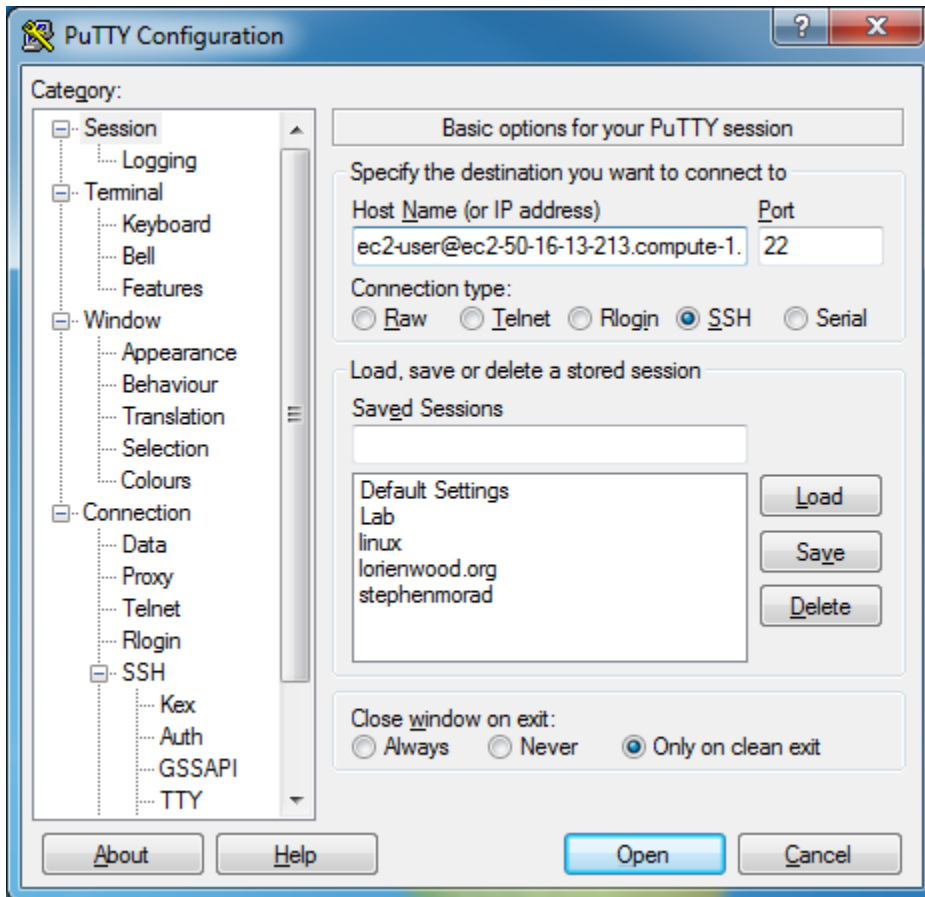 PuTTY Configuration
?
X
Category:
Session
Logging
Terminal
Keyboard
Bell
Features
Window
Appearance
Behaviour
Translation
Selection
Colours
Connection
Data
Proxy
Telnet
Rlogin
SSH
Kex
Auth
GSSAPI
TTY
Basic options for your PuTTY session
Specify the destination you want to connect to
Host Name (or IP address) Port
ec2-user@ec2-50-16-13-213.compute-1. 22
Connection type:
Raw Telnet Rlogin SSH Serial
Load, save or delete a stored session
Saved Sessions
Default Settings
Lab
linux
lorienwood.org
stephenmorad
Load
Save
Delete
Close window on exit:
Always Never Only on clean exit
About Help Open Cancel